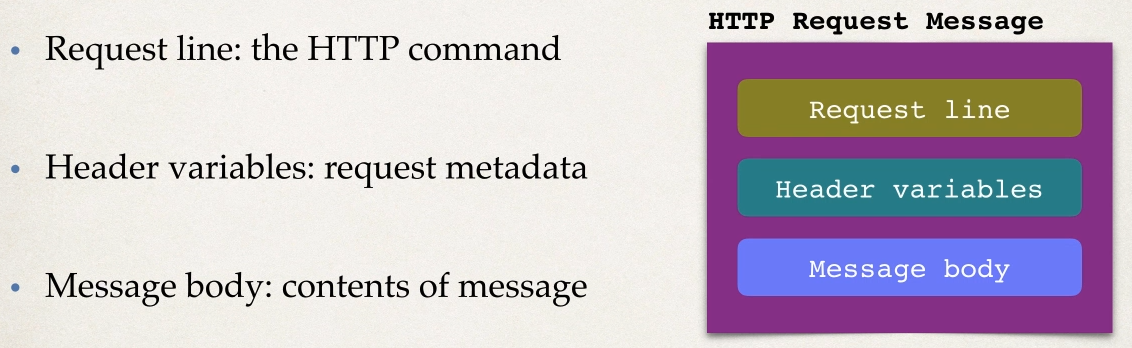 • Request line: the HTTP command
• Header variables: request metadata
• Message body: contents of message
HTTP Request Message
Request line
Header variables
Message body